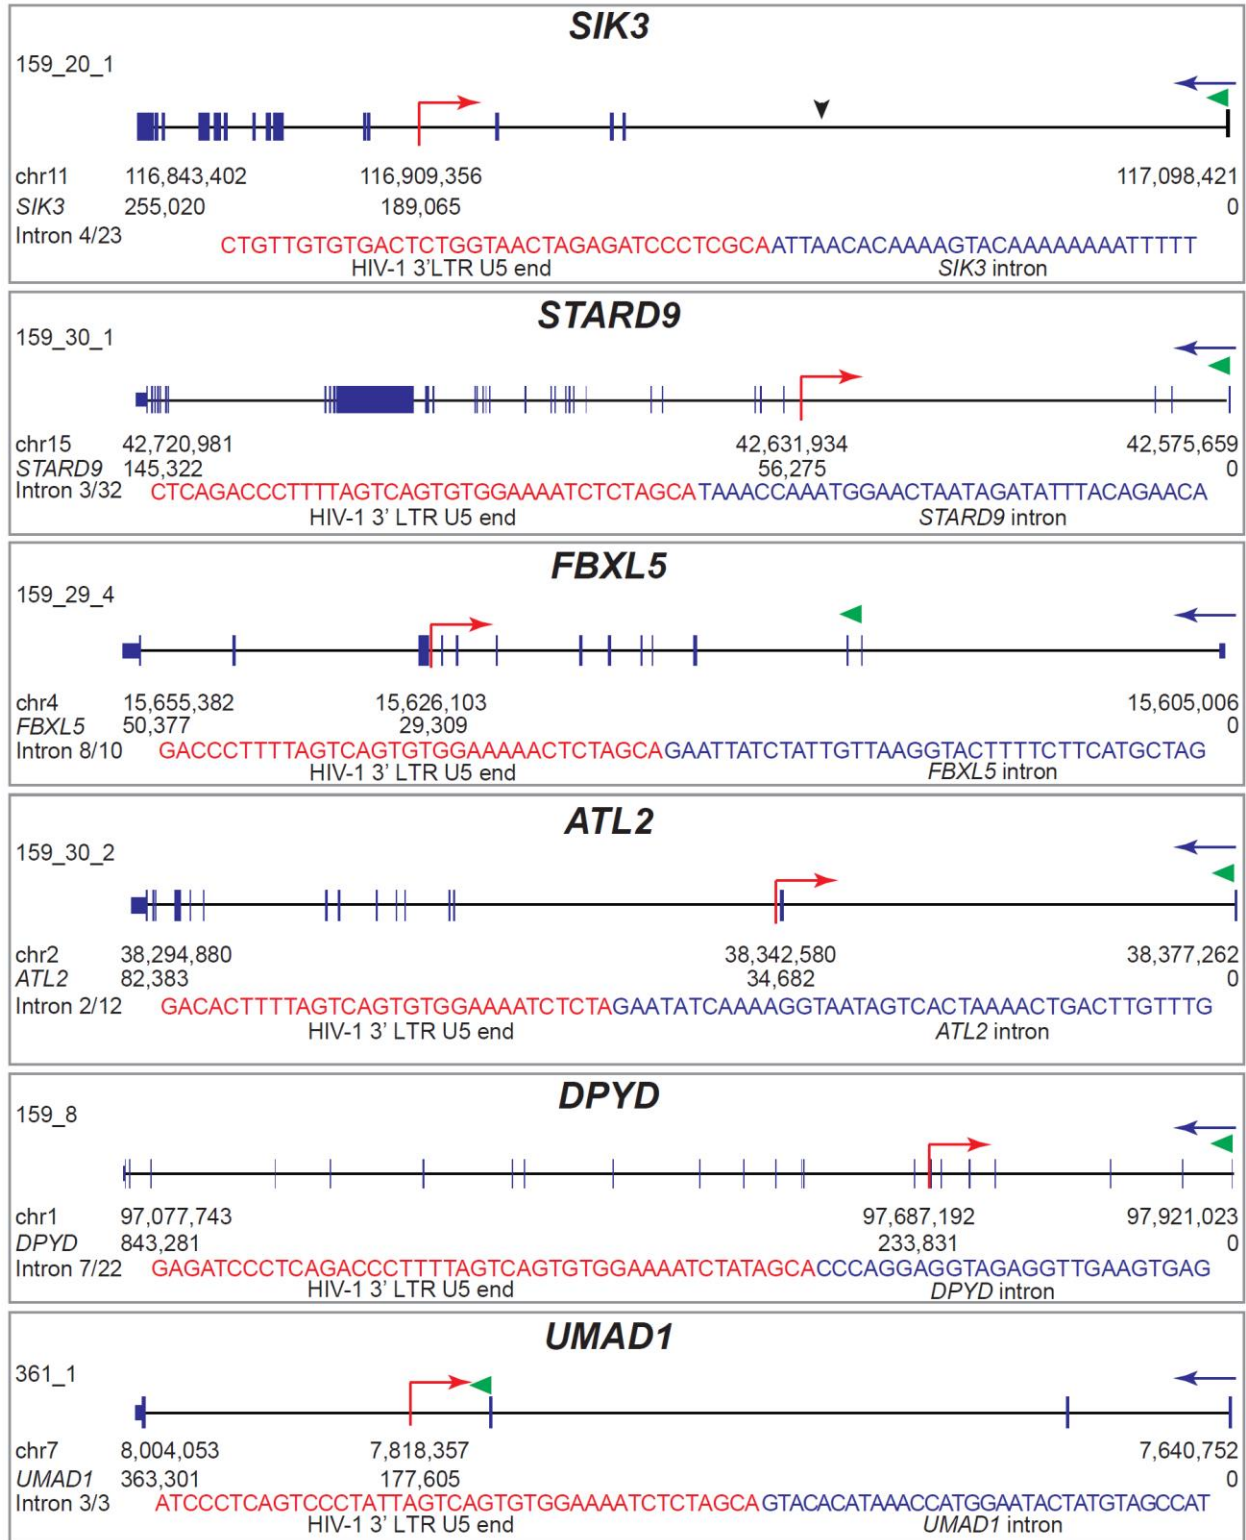 SIK3
159_20_1
chr11 116,843,402 116,909,356 117,098,421
SIK3 255,020 189,065 0
Intron 4/23 CTGTTGTGTGACTCTGGTAACTAGAGATCCCTCGCAATTAACACAAAAGTACAAAAAAAATTTTT
HIV-1 3'LTR U5 end SIK3 intron
STARD9
159_30_1
chr15 42,720,981 42,631,934 42,575,659
STARD9 145,322 56,275 0
Intron 3/32 CTCAGACCCTTTTAGTCAGTGTGGAAAATCTCTAGCATAAACCAAATGGAACTAATAGATATTTACAGAACA
HIV-1 3' LTR U5 end STARD9 intron
FBXL5
159_29_4
chr4 15,655,382 15,626,103 15,605,006
FBXL5 50,377 29,309 0
Intron 8/10 GACCCTTTTAGTCAGTGTGGAAAAACTCTAGCAGAATTATCTATTGTTAAGGTACTTTTCTTCATGCTAG
HIV-1 3' LTR U5 end FBXL5 intron
ATL2
159_30_2
chr2 38,294,880 38,342,580 38,377,262
ATL2 82,383 34,682 0
Intron 2/12 GACACTTTTAGTCAGTGTGGAAAATCTCTAGAATATCAAAAGGTAATAGTCACTAAAACTGACTTGTTTG
HIV-1 3' LTR U5 end ATL2 intron
DPYD
159_8
chr1 97,077,743 97,687,192 97,921,023
DPYD 843,281 233,831 0
Intron 7/22 GAGATCCCTCAGACCCTTTTAGTCAGTGTGGAAAATCTATAGCACCCAGGAGGTAGAGGTTGAAGTGAG
HIV-1 3' LTR U5 end DPYD intron
UMAD1
361_1
chr7 8,004,053 7,818,357 7,640,752
UMAD1 363,301 177,605 0
Intron 3/3 ATCCCTCAGTCCCTATTAGTCAGTGTGGAAAATCTCTAGCAGTACACATAAACCATGGAATACTATGTAGCCAT
HIV-1 3' LTR U5 end UMAD1 intron